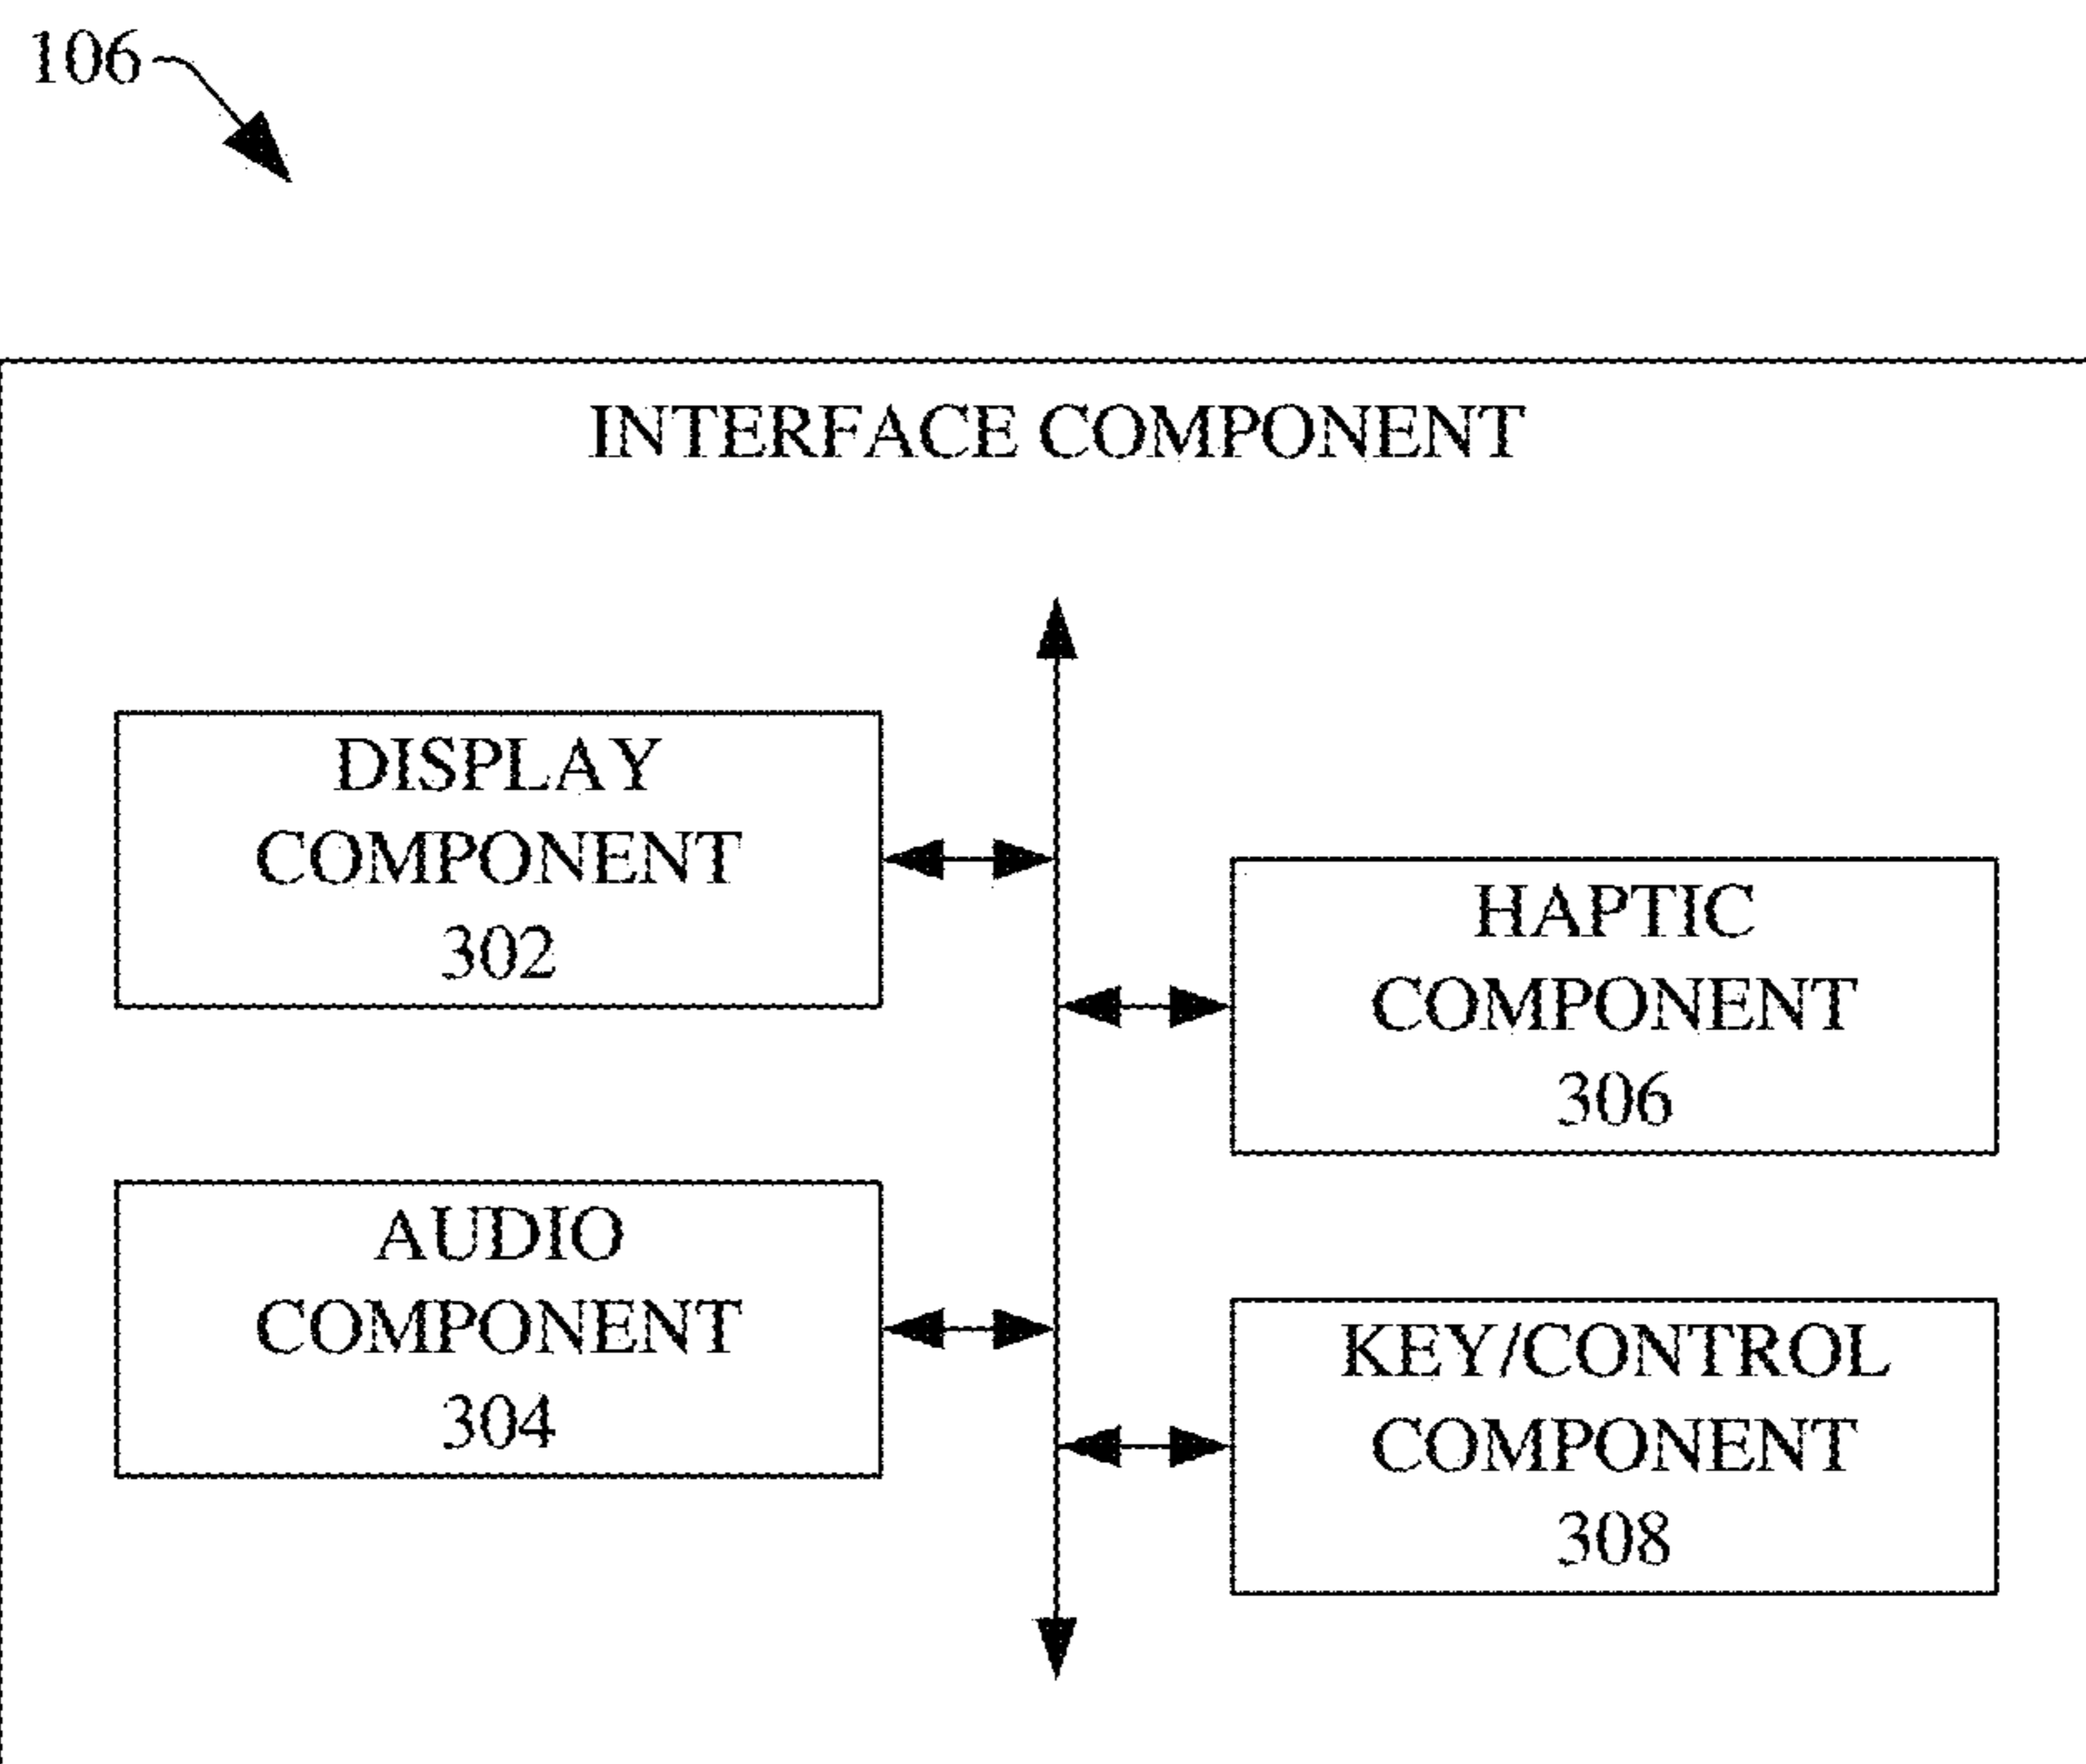 106
INTERFACE COMPONENT
DISPLAY
COMPONENT
302
HAPTIC
COMPONENT
306
AUDIO
COMPONENT
304
KEY/CONTROL
COMPONENT
308